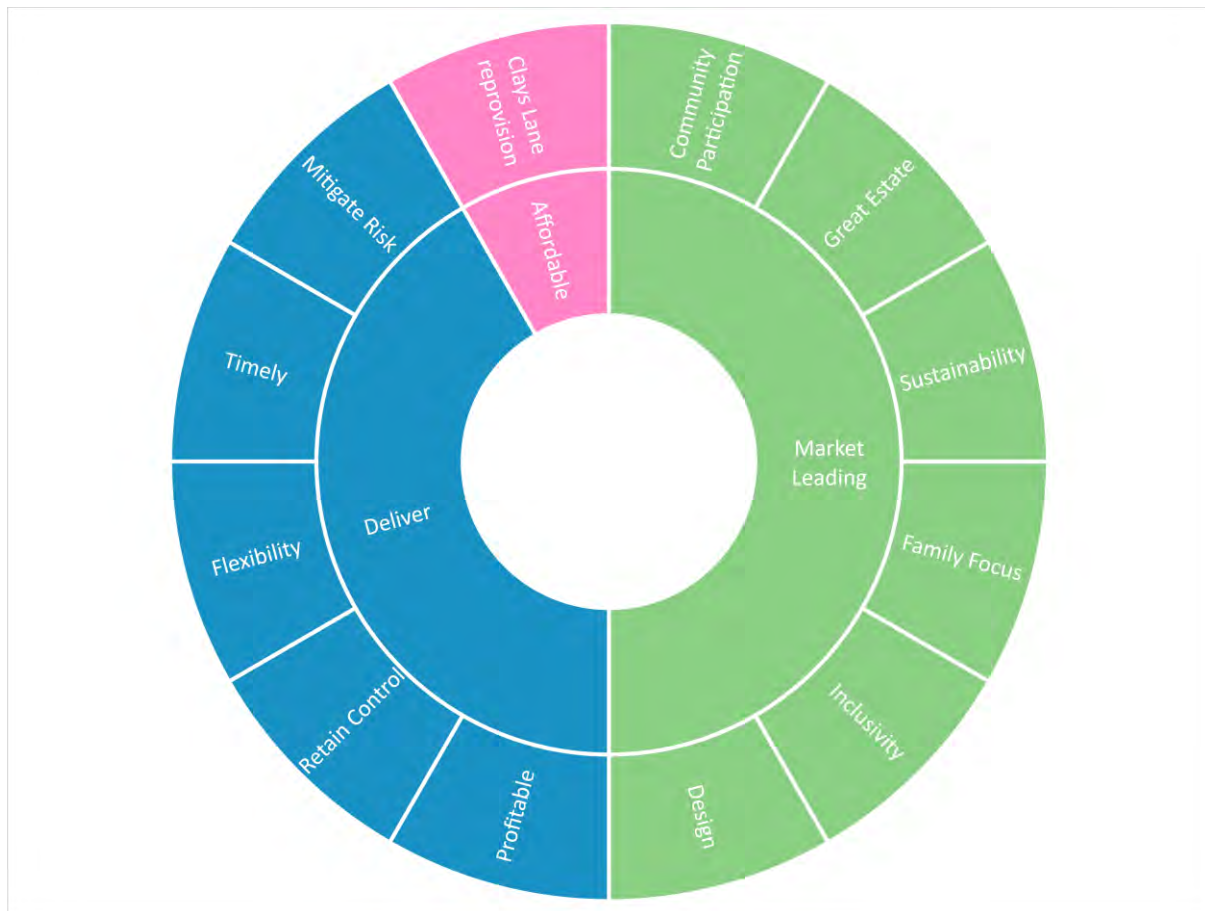 Clays Lane
reprovision
Community
Participation
Mitigate Risk
Affordable
Great Estate
Timely
Sustainability
Market
Leading
Deliver
Flexibility
Family Focus
Retain Control
Inclusivity
Profitable
Design